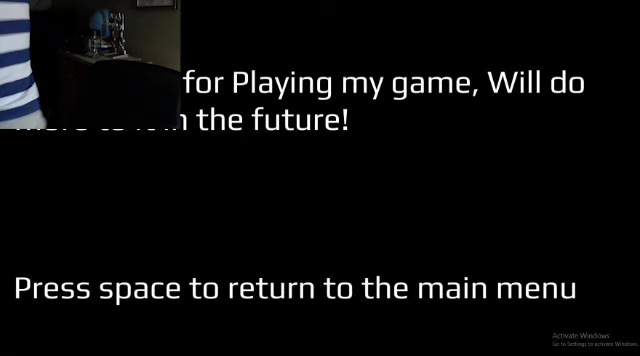 for Playing my game, Will do
in the future!
Press space to return to the main menu
Activate Windows
Go to Settings to activate Windows.